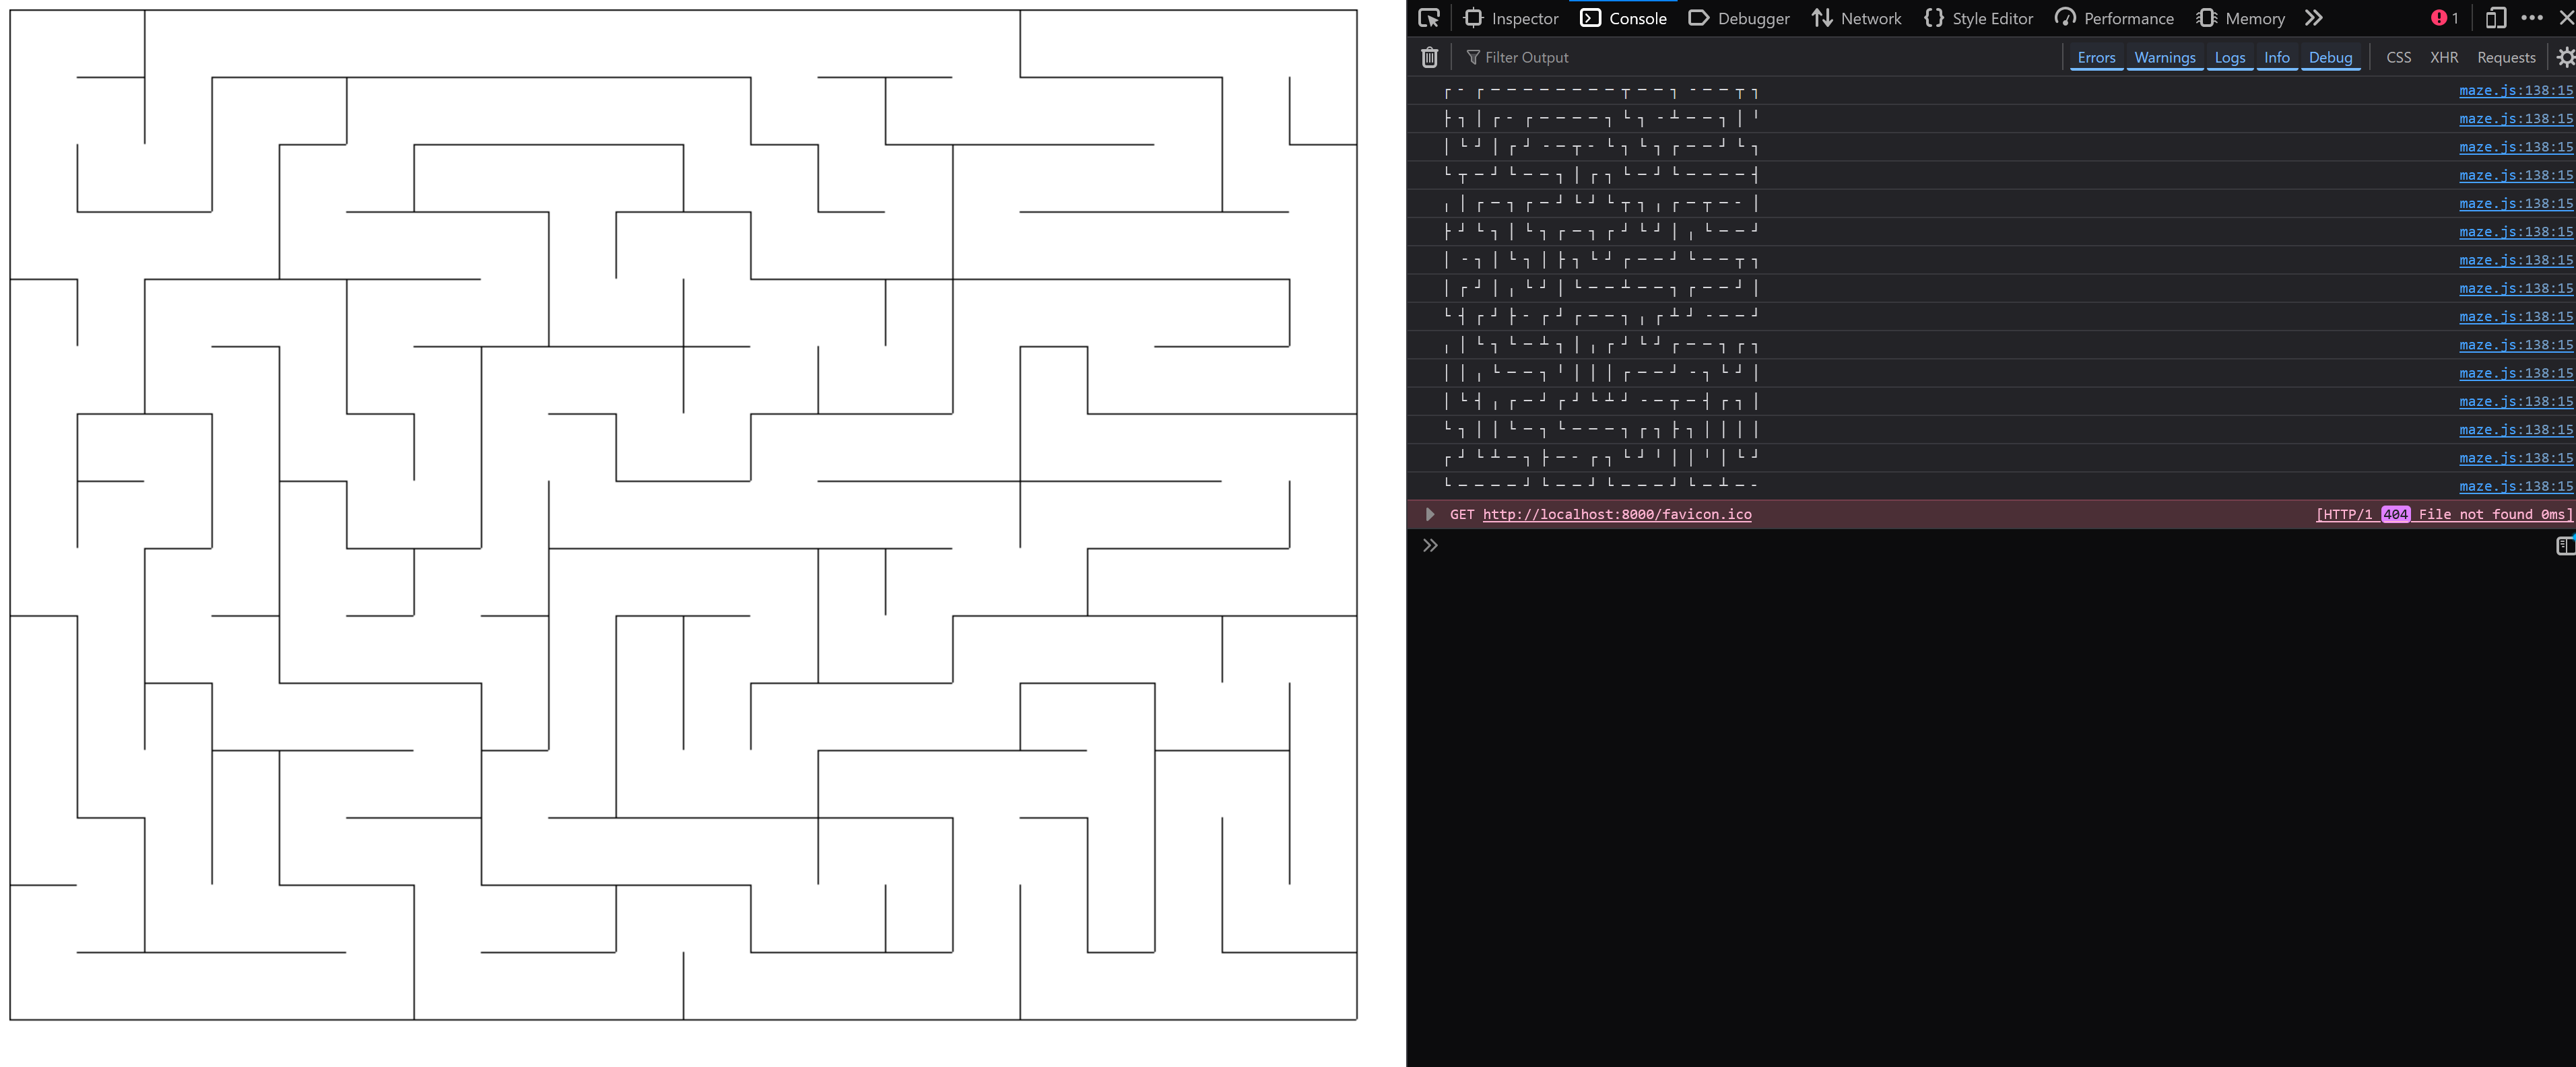 Inspector Console Debugger Network Style Editor Performance Memory 1
Filter Output Errors Warnings Logs Info Debug CSS XHR Requests
┌╴┌────────┬──┐╶──┬┐ maze.js:138:15
├┐│┌╴┌────┐└┐╶┴──┐│╵ maze.js:138:15
│└┘│┌┘╶─┬╴└┐└┐┌──┘└┐ maze.js:138:15
└┬─┘└──┐│┌┐└─┘└────┤ maze.js:138:15
╷│┌─┐┌─┘└┘└┬┐╷┌─┬─╴│ maze.js:138:15
├┘└┐│└┐┌─┐┌┘└┘│╷└──┘ maze.js:138:15
│╶┐│└┐│├┐└┘┌──┘└──┬┐ maze.js:138:15
│┌┘│╷└┘│└──┴──┐┌──┘│ maze.js:138:15
└┤┌┘├╴┌┘┌──┐╷┌┴┘╶──┘ maze.js:138:15
╷│└┐└─┴┐│╷┌┘└┘┌──┐┌┐ maze.js:138:15
││╷└──┐╵│││┌──┘╶┐└┘│ maze.js:138:15
│└┤╷┌─┘┌┘└┴┘╶─┬─┤┌┐│ maze.js:138:15
└┐││└─┐└───┐┌┐├┐││││ maze.js:138:15
┌┘└┴─┐├─╴┌┐└┘╵││╵│└┘ maze.js:138:15
└────┘└──┘└───┘└─┴─╴ maze.js:138:15
GET http://localhost:8000/favicon.ico [HTTP/1 404 File not found 0ms]